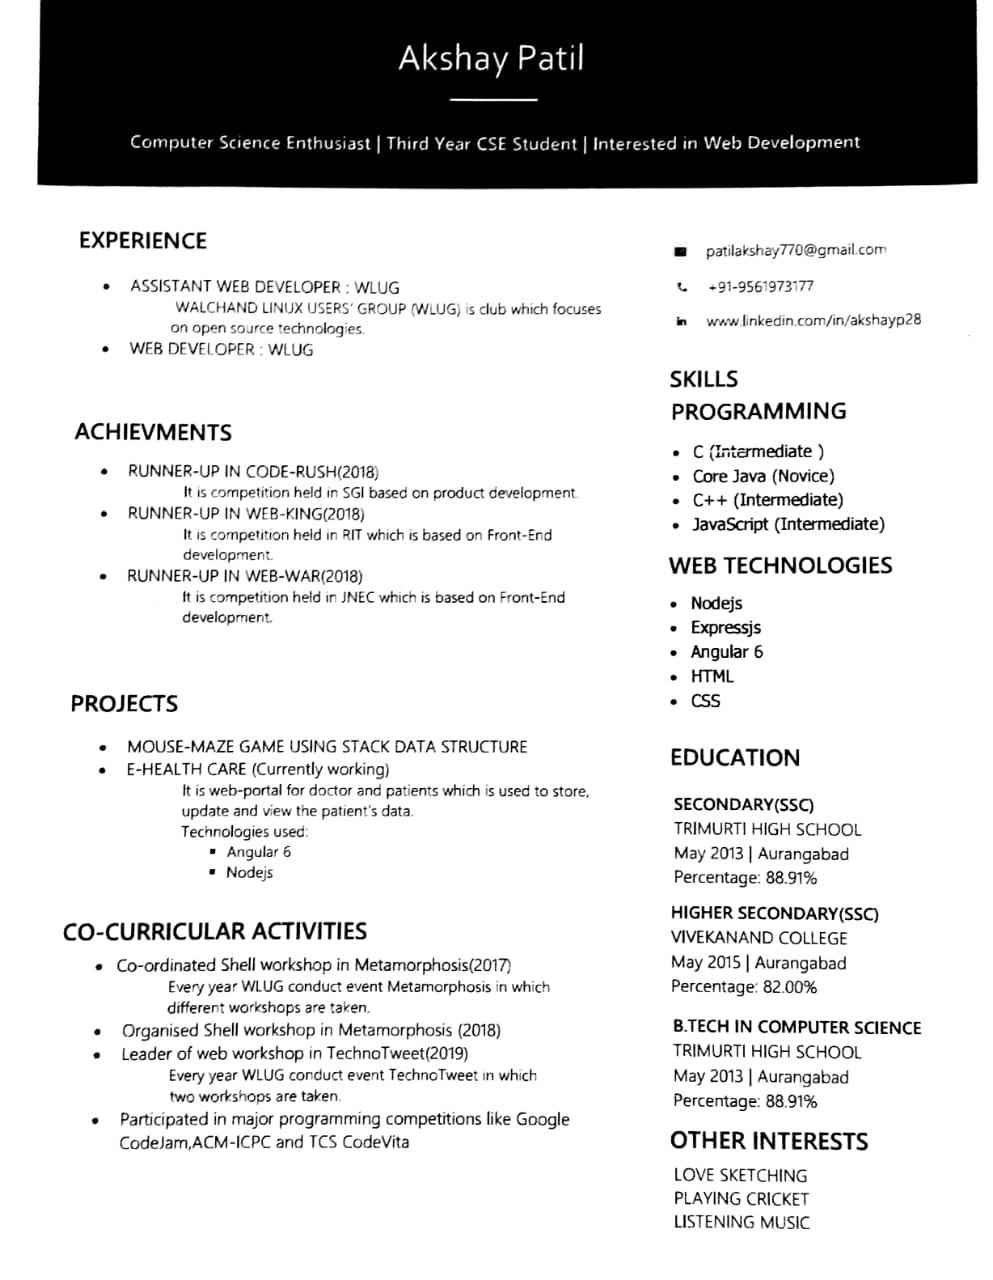 Akshay Patil
Computer Science Enthusiast | Third Year CSE Student | Interested in Web Development
EXPERIENCE
• ASSISTANT WEB DEVELOPER : WLUG
WALCHAND LINUX USERS' GROUP (WLUG) is club which focuses
on open source technologies.
• WEB DEVELOPER : WLUG
ACHIEVMENTS
• RUNNER-UP IN CODE-RUSH(2018)
It is competition held in SGI based on product development.
• RUNNER-UP IN WEB-KING(2018)
It is competition held in RIT which is based on Front-End
development.
• RUNNER-UP IN WEB-WAR(2018)
It is competition held in JNEC which is based on Front-End
development.
PROJECTS
• MOUSE-MAZE GAME USING STACK DATA STRUCTURE
• E-HEALTH CARE (Currently working)
It is web-portal for doctor and patients which is used to store,
update and view the patient's data.
Technologies used:
▪ Angular 6
▪ Nodejs
CO-CURRICULAR ACTIVITIES
• Co-ordinated Shell workshop in Metamorphosis(2017)
Every year WLUG conduct event Metamorphosis in which
different workshops are taken.
• Organised Shell workshop in Metamorphosis (2018)
• Leader of web workshop in TechnoTweet(2019)
Every year WLUG conduct event TechnoTweet in which
two workshops are taken.
• Participated in major programming competitions like Google
CodeJam,ACM-ICPC and TCS CodeVita
patilakshay770@gmail.com
+91-9561973177
in www.linkedin.com/in/akshayp28
SKILLS
PROGRAMMING
• C (Intermediate )
• Core Java (Novice)
• C++ (Intermediate)
• JavaScript (Intermediate)
WEB TECHNOLOGIES
• Nodejs
• Expressjs
• Angular 6
• HTML
• CSS
EDUCATION
SECONDARY(SSC)
TRIMURTI HIGH SCHOOL
May 2013 | Aurangabad
Percentage: 88.91%
HIGHER SECONDARY(SSC)
VIVEKANAND COLLEGE
May 2015 | Aurangabad
Percentage: 82.00%
B.TECH IN COMPUTER SCIENCE
TRIMURTI HIGH SCHOOL
May 2013 | Aurangabad
Percentage: 88.91%
OTHER INTERESTS
LOVE SKETCHING
PLAYING CRICKET
LISTENING MUSIC